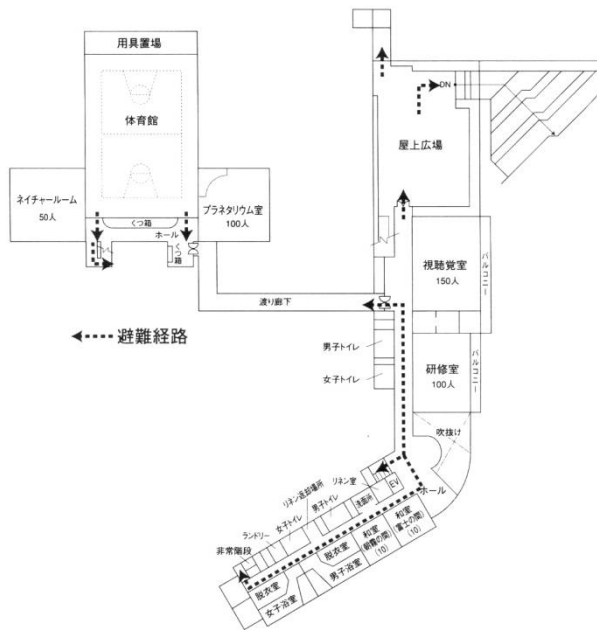 用具置場
体育館
ネイチャールーム
50人
プラネタリウム室
100人
くつ箱
ホール
くつ箱
渡り廊下
避難経路
DN
屋上広場
視聴覚室
150人
バルコニー
男子トイレ
女子トイレ
研修室
100人
バルコニー
吹抜け
ホール
EV
リネン室
洗面所
男子トイレ
リネン返却場所
女子トイレ
ランドリー
非常階段
和室
富士の間
(10)
和室
朝霧の間
(10)
脱衣室
男子浴室
脱衣室
女子浴室